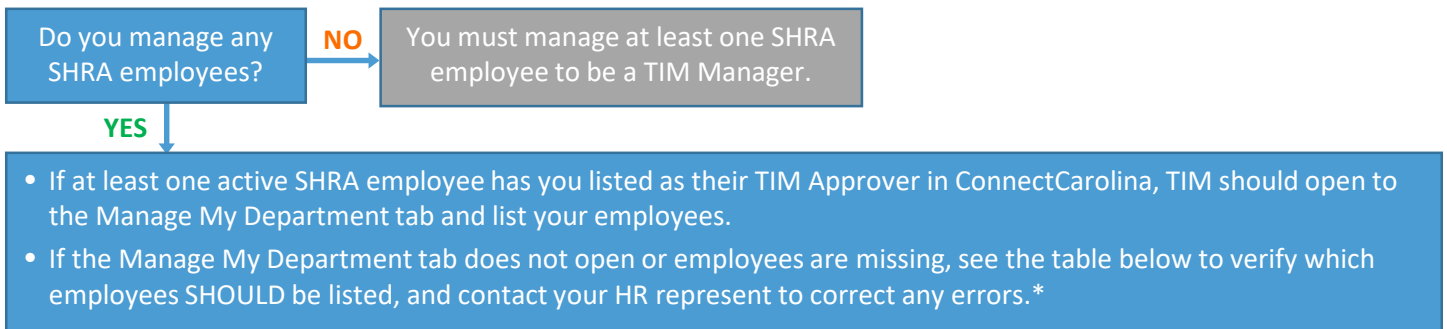 Do you manage any
SHRA employees?
NO
You must manage at least one SHRA
employee to be a TIM Manager.
YES
• If at least one active SHRA employee has you listed as their TIM Approver in ConnectCarolina, TIM should open to
the Manage My Department tab and list your employees.
• If the Manage My Department tab does not open or employees are missing, see the table below to verify which
employees SHOULD be listed, and contact your HR represent to correct any errors.*